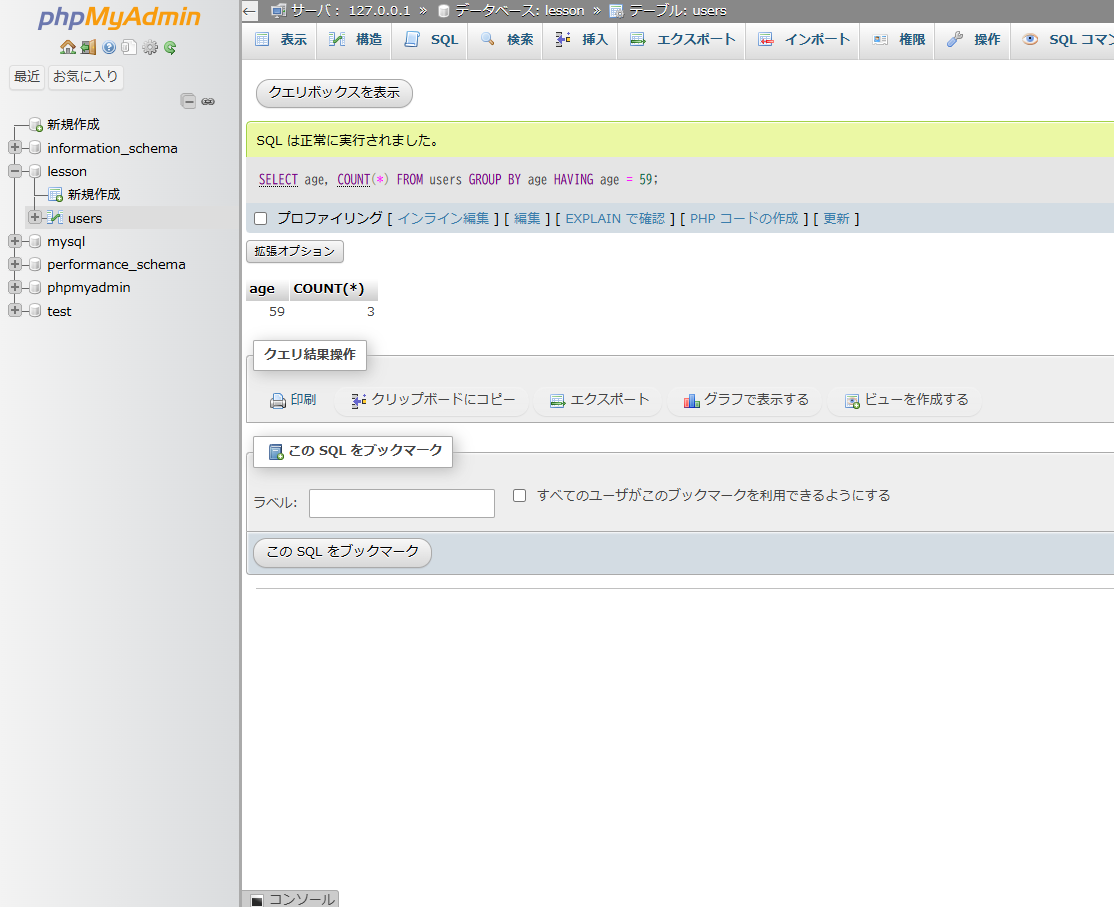 phpMyAdmin
最近 お気に入り
新規作成
information_schema
lesson
新規作成
users
mysql
performance_schema
phpmyadmin
test
サーバ: 127.0.0.1 » データベース: lesson » テーブル: users
表示 構造 SQL 検索 挿入 エクスポート インポート 権限 操作 SQL コマン
クエリボックスを表示
SQL は正常に実行されました。
SELECT age, COUNT(*) FROM users GROUP BY age HAVING age = 59;
プロファイリング [ インライン編集 ] [ 編集 ] [ EXPLAIN で確認 ] [ PHP コードの作成 ] [ 更新 ]
拡張オプション
age COUNT(*)
59 3
クエリ結果操作
印刷 クリップボードにコピー エクスポート グラフで表示する ビューを作成する
この SQL をブックマーク
ラベル: すべてのユーザがこのブックマークを利用できるようにする
この SQL をブックマーク
コンソール